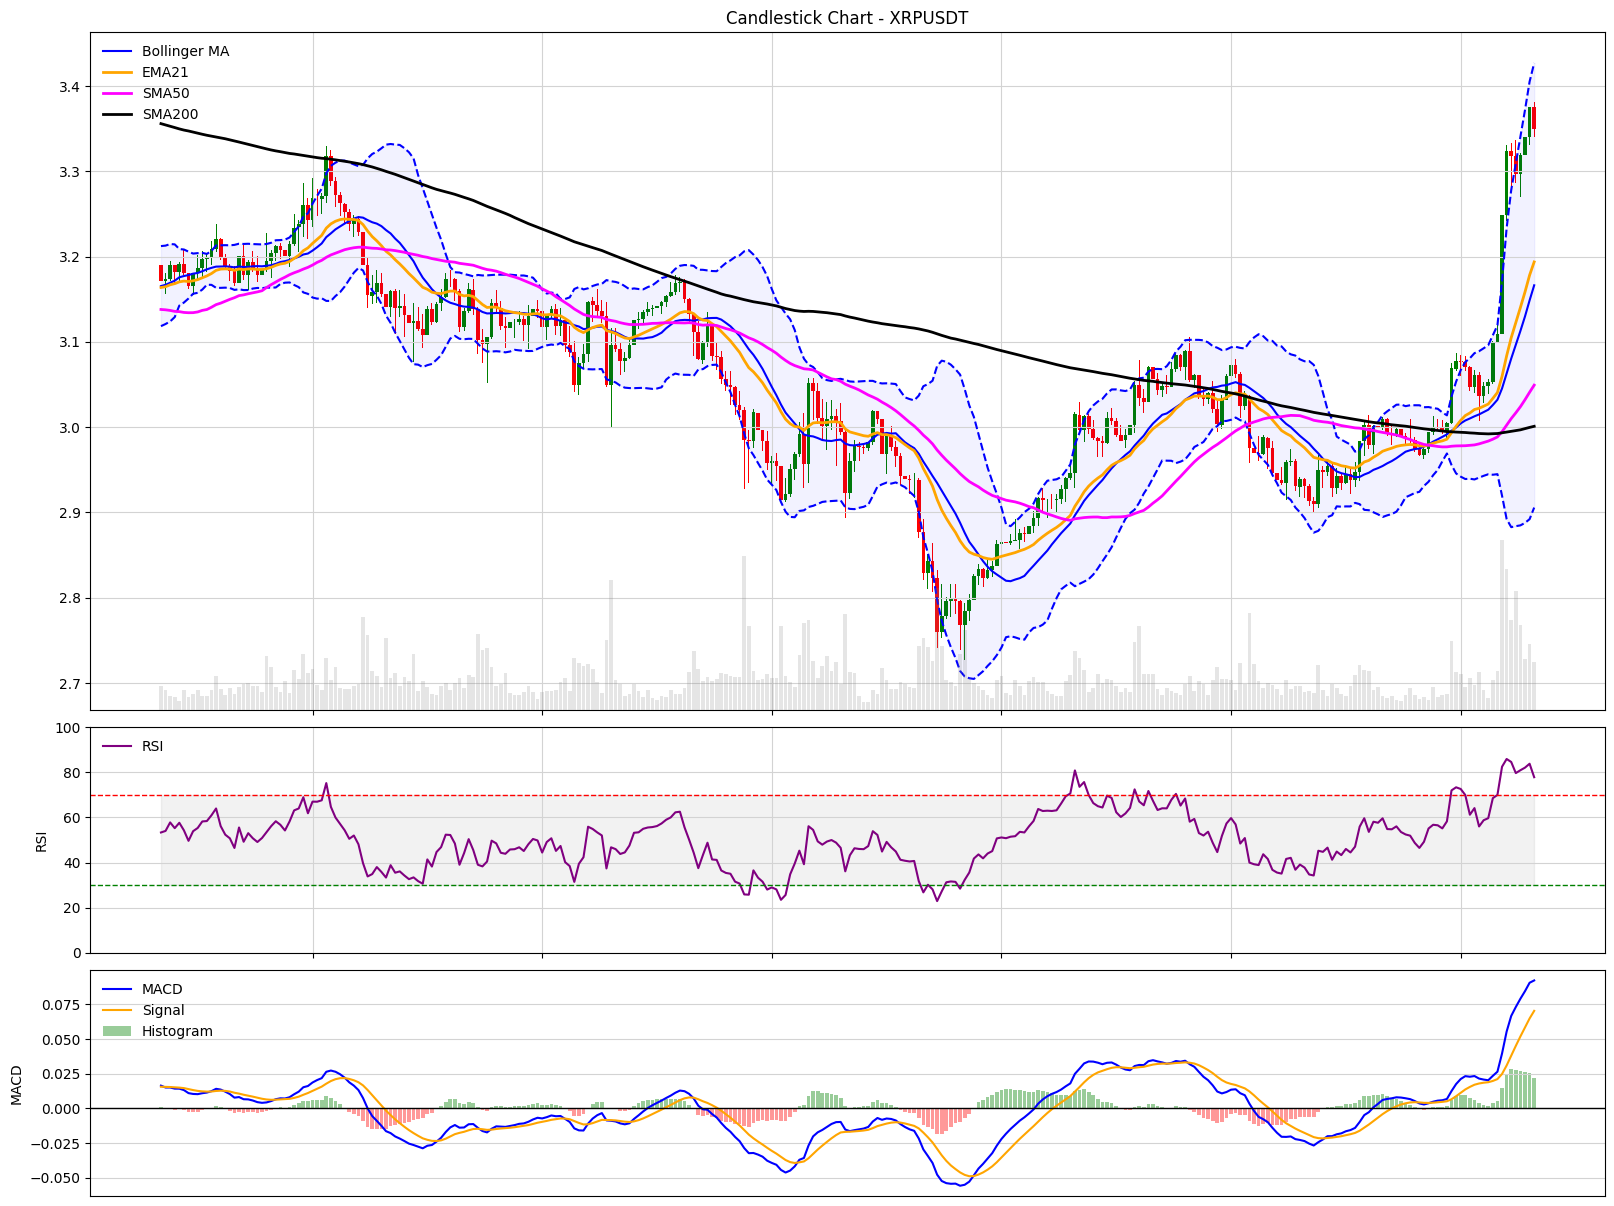 Candlestick Chart - XRPUSDT
Bollinger MA
EMA21
SMA50
SMA200
3.4
3.3
3.2
3.1
3.0
2.9
2.8
2.7
RSI
100
80
60
40
20
0
RSI
MACD
Signal
Histogram
0.075
0.050
0.025
0.000
−0.025
−0.050
MACD